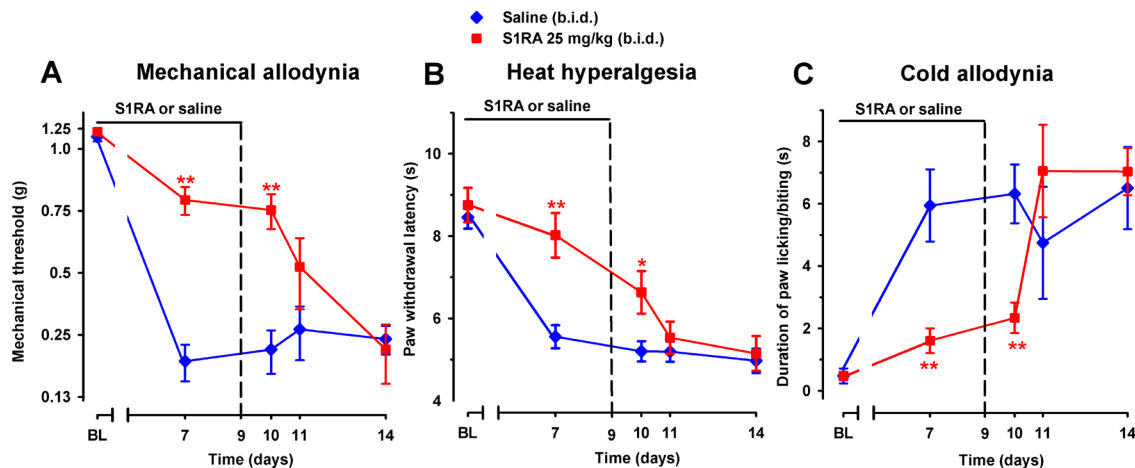 Saline (b.i.d.)
S1RA 25 mg/kg (b.i.d.)
A
Mechanical allodynia
S1RA or saline
Mechanical threshold (g)
1.25
1.0
0.75
0.5
0.25
0.13
**
**
BL
7
9
10
11
14
Time (days)
B
Heat hyperalgesia
S1RA or saline
Paw withdrawal latency (s)
10
8
6
4
**
*
BL
7
9
10
11
14
Time (days)
C
Cold allodynia
S1RA or saline
Duration of paw licking/biting (s)
8
6
4
2
0
**
**
BL
7
9
10
11
14
Time (days)